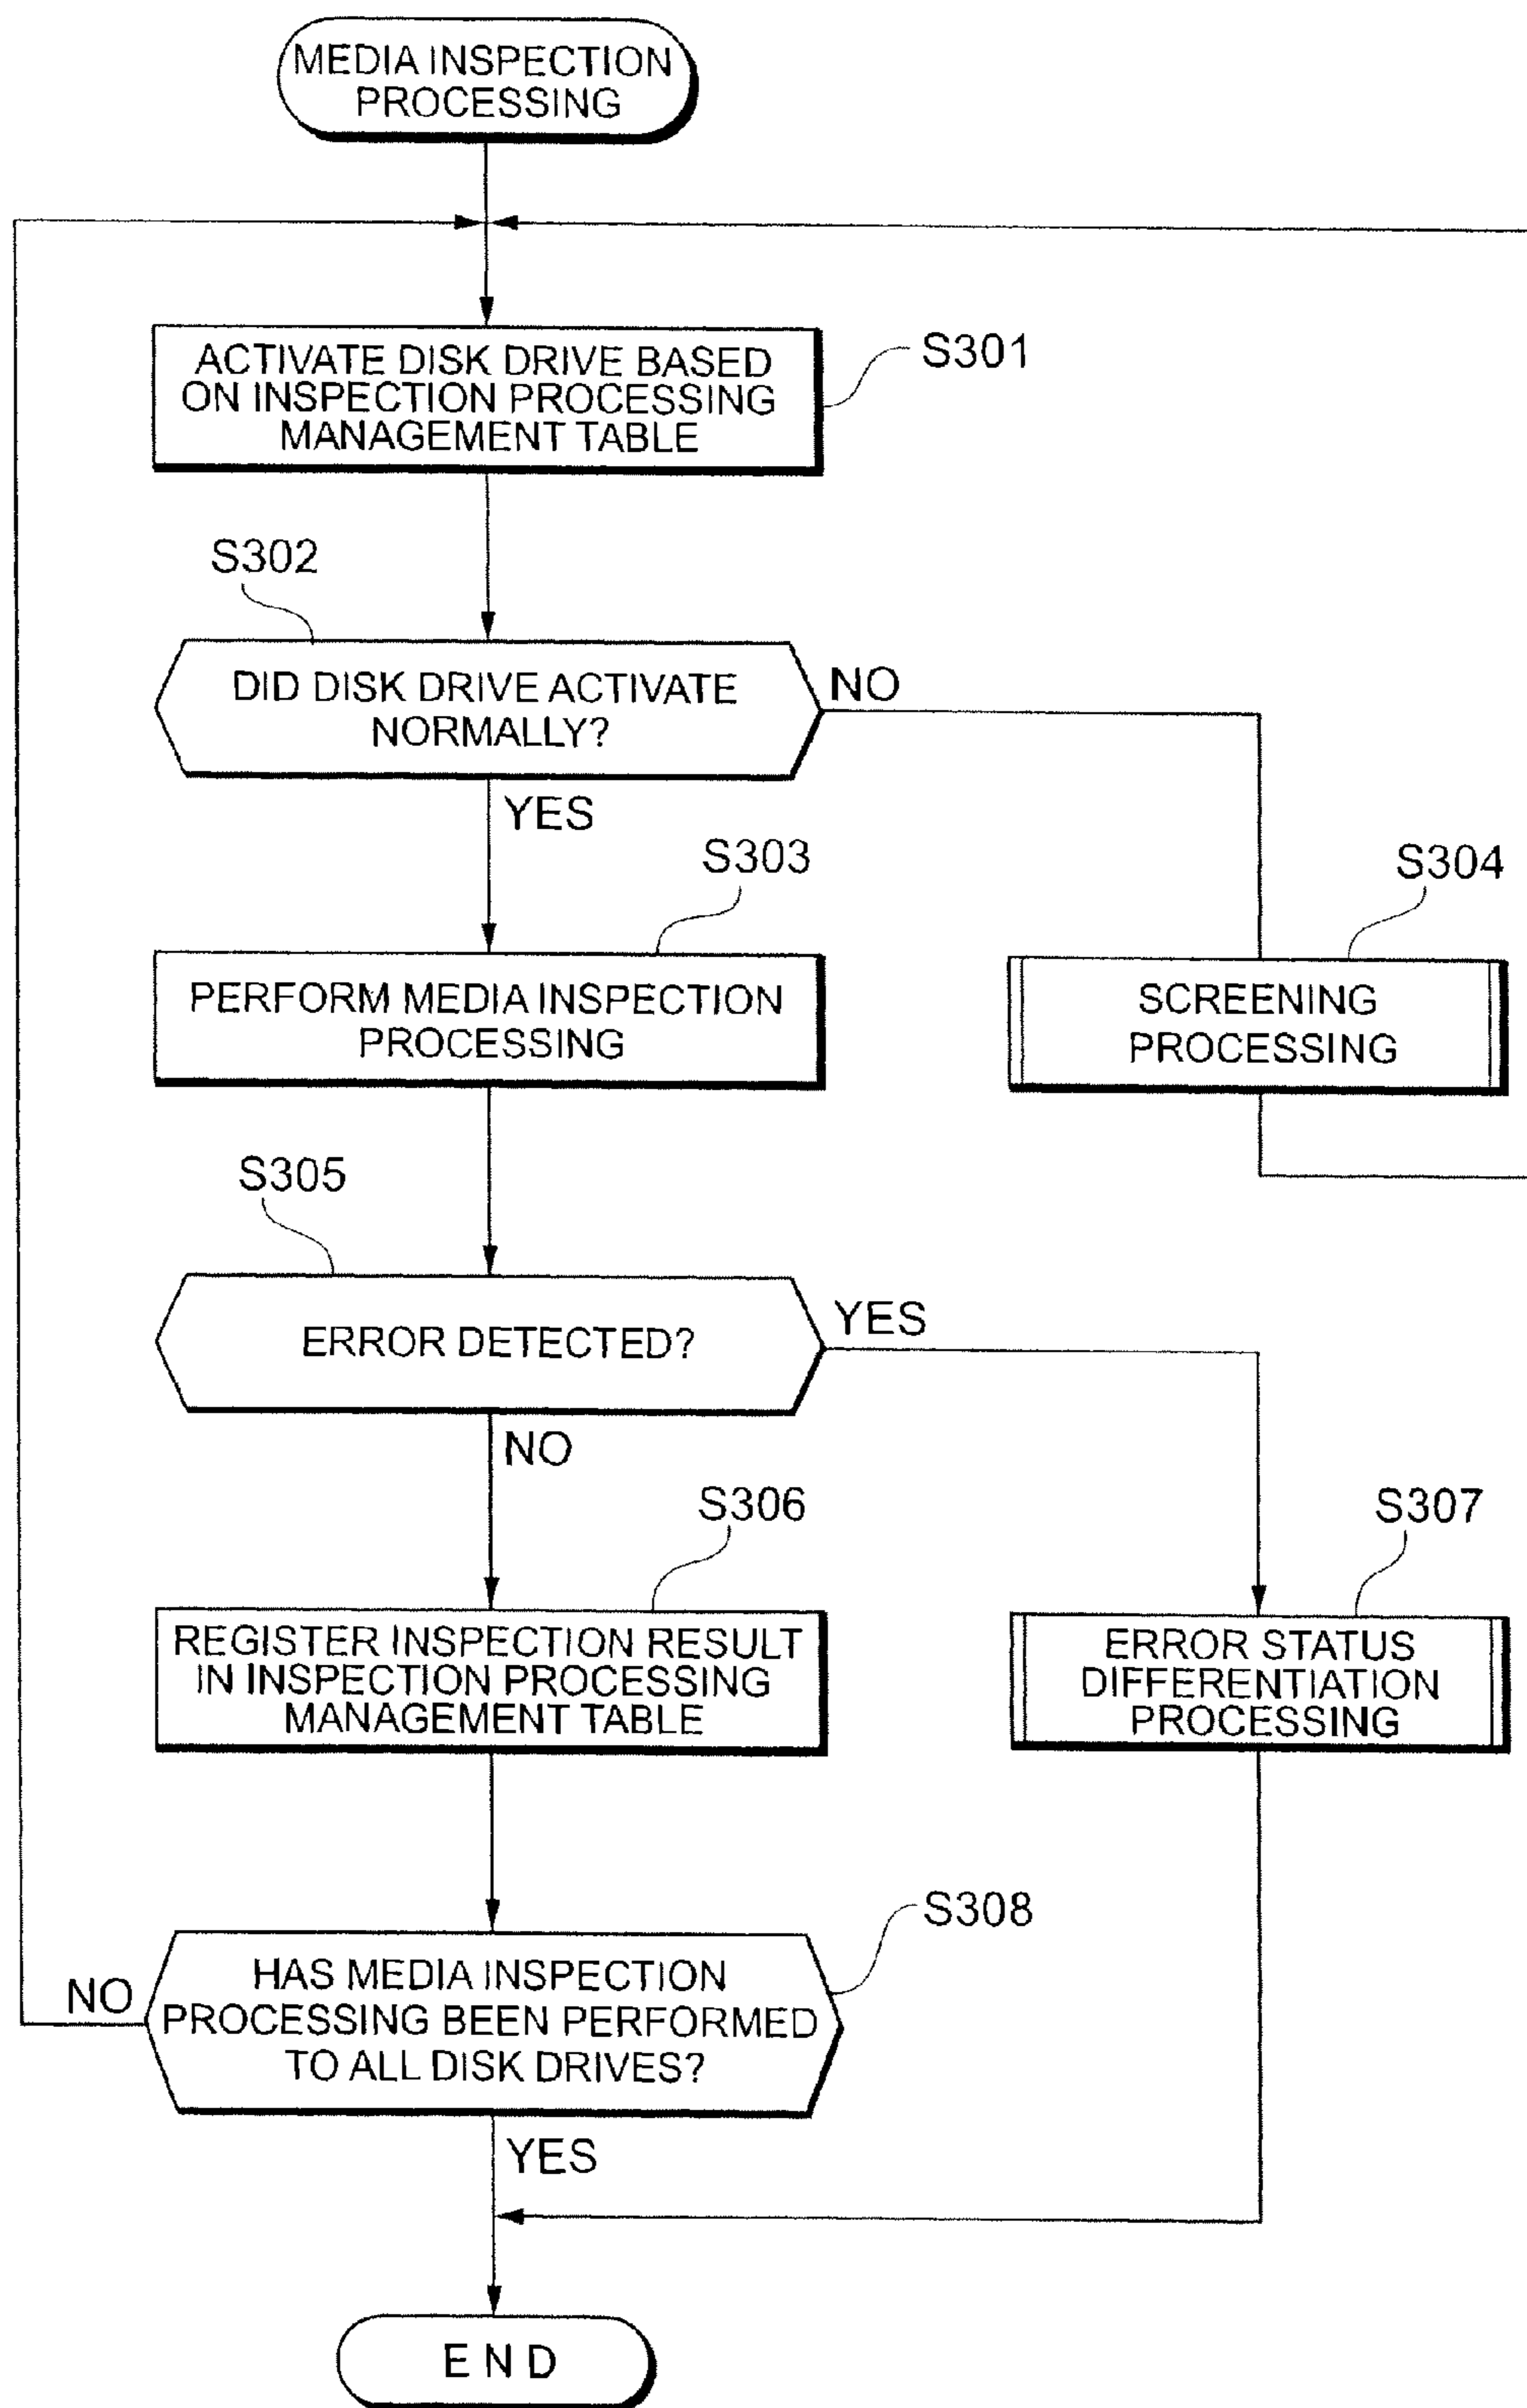 MEDIA INSPECTION
PROCESSING
ACTIVATE DISK DRIVE BASED
ON INSPECTION PROCESSING
MANAGEMENT TABLE
S301
S302
DID DISK DRIVE ACTIVATE
NORMALLY?
NO
YES
S303
PERFORM MEDIA INSPECTION
PROCESSING
S304
SCREENING
PROCESSING
S305
ERROR DETECTED?
YES
NO
S306
REGISTER INSPECTION RESULT
IN INSPECTION PROCESSING
MANAGEMENT TABLE
S307
ERROR STATUS
DIFFERENTIATION
PROCESSING
S308
HAS MEDIA INSPECTION
PROCESSING BEEN PERFORMED
TO ALL DISK DRIVES?
NO
YES
END